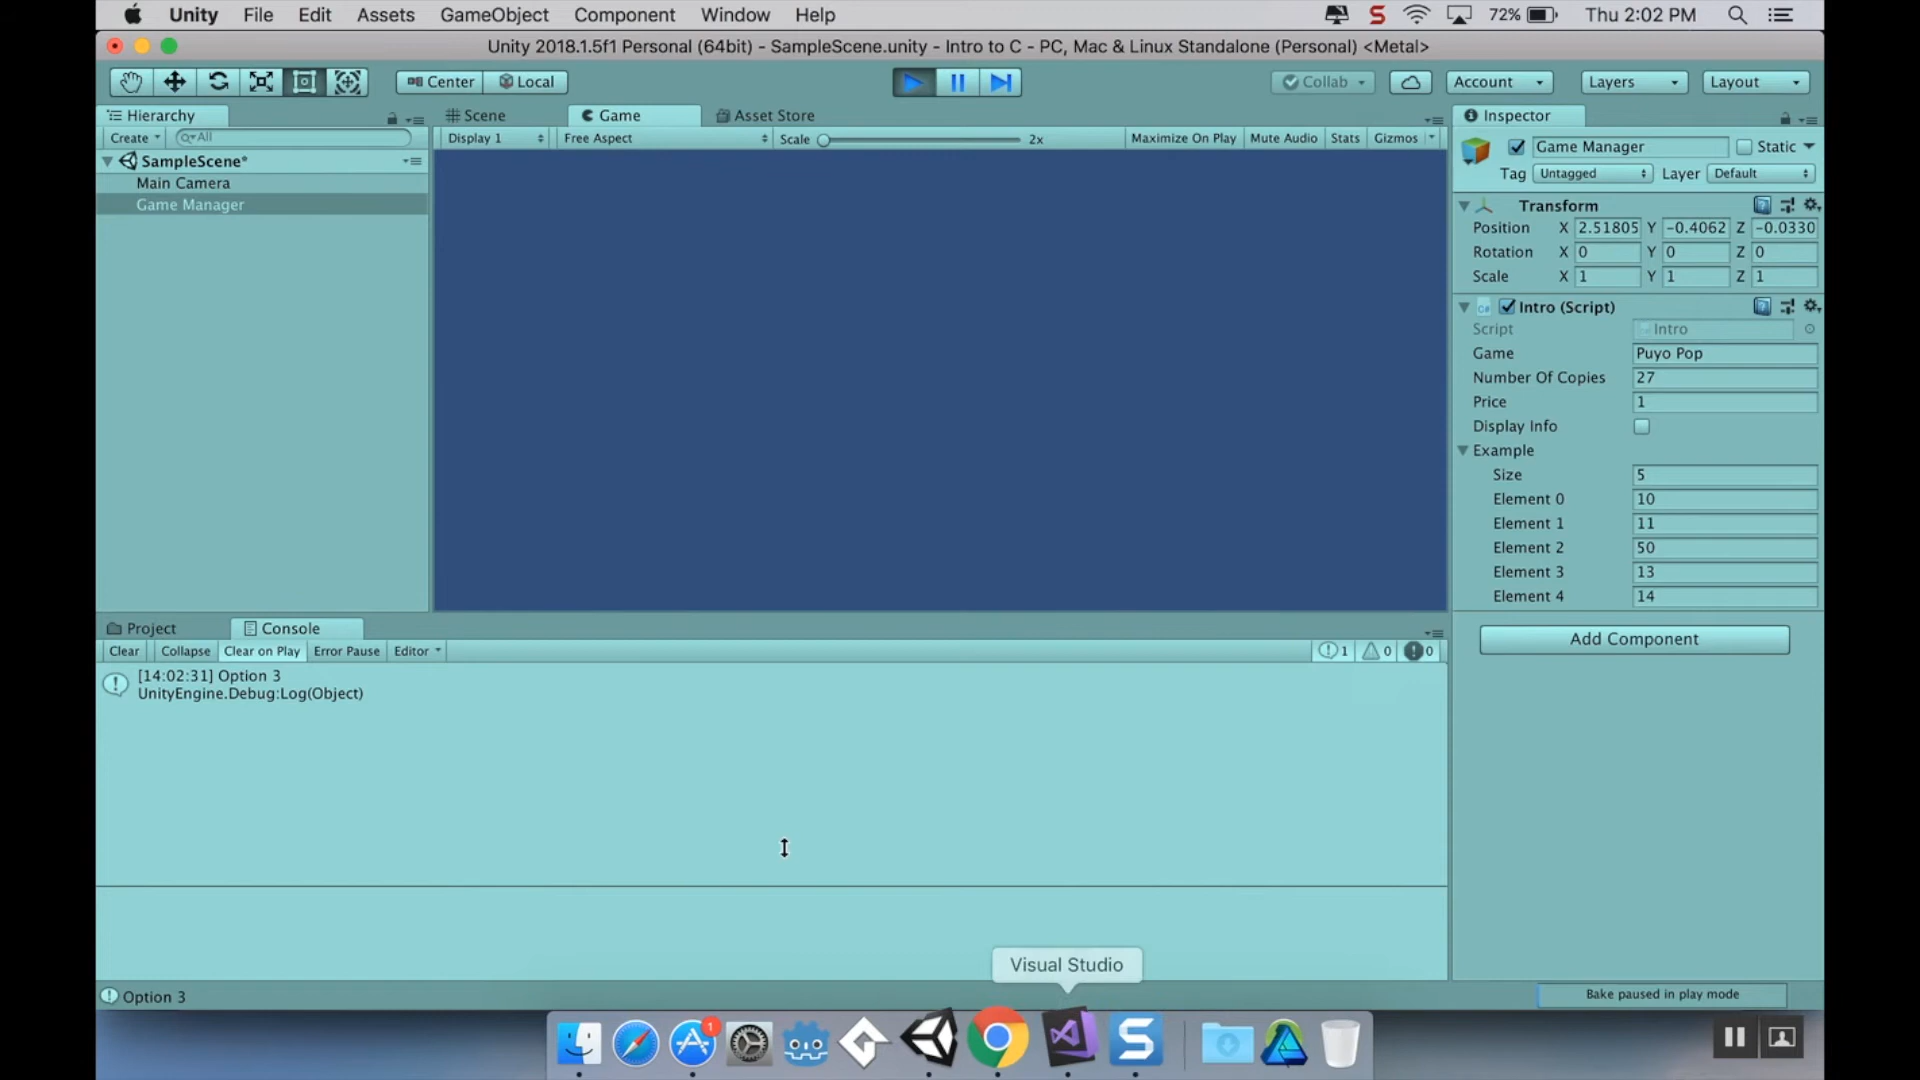 Unity File Edit Assets GameObject Component Window Help 72% Thu 2:02 PM
Unity 2018.1.5f1 Personal (64bit) - SampleScene.unity - Intro to C - PC, Mac & Linux Standalone (Personal) <Metal>
Center Local Collab Account Layers Layout
Hierarchy Scene Game Asset Store Inspector
Create All Display 1 Free Aspect Scale 2x Maximize On Play Mute Audio Stats Gizmos
SampleScene*
Main Camera
Game Manager
Game Manager Static
Tag Untagged Layer Default
Transform
Position X 2.51805 Y -0.4062 Z -0.0330
Rotation X 0 Y 0 Z 0
Scale X 1 Y 1 Z 1
Intro (Script)
Script Intro
Game Puyo Pop
Number Of Copies 27
Price 1
Display Info
Example
Size 5
Element 0 10
Element 1 11
Element 2 50
Element 3 13
Element 4 14
Add Component
Project Console
Clear Collapse Clear on Play Error Pause Editor 1 0 0
[14:02:31] Option 3
UnityEngine.Debug:Log(Object)
Visual Studio
Option 3
Bake paused in play mode
1